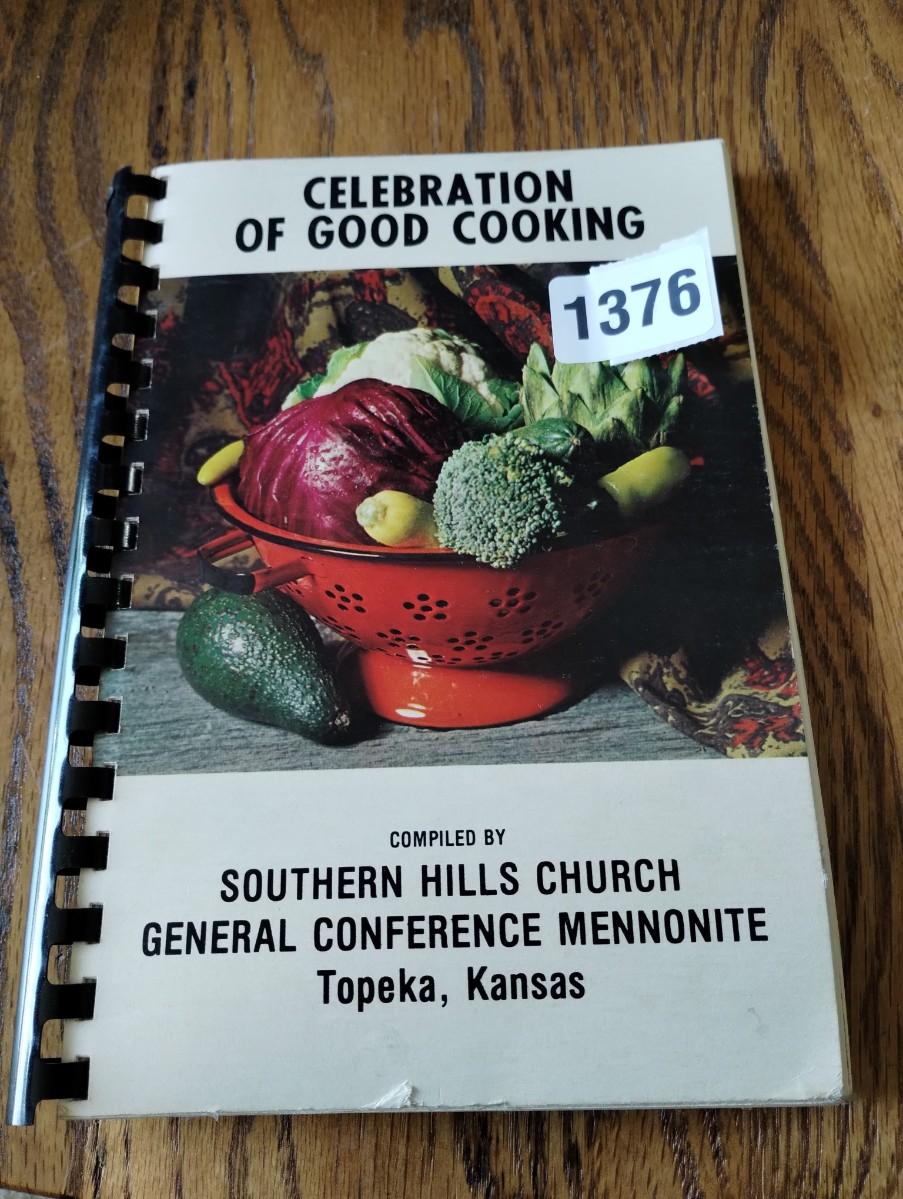 CELEBRATION
OF GOOD COOKING
1376
COMPILED BY
SOUTHERN HILLS CHURCH
GENERAL CONFERENCE MENNONITE
Topeka, Kansas